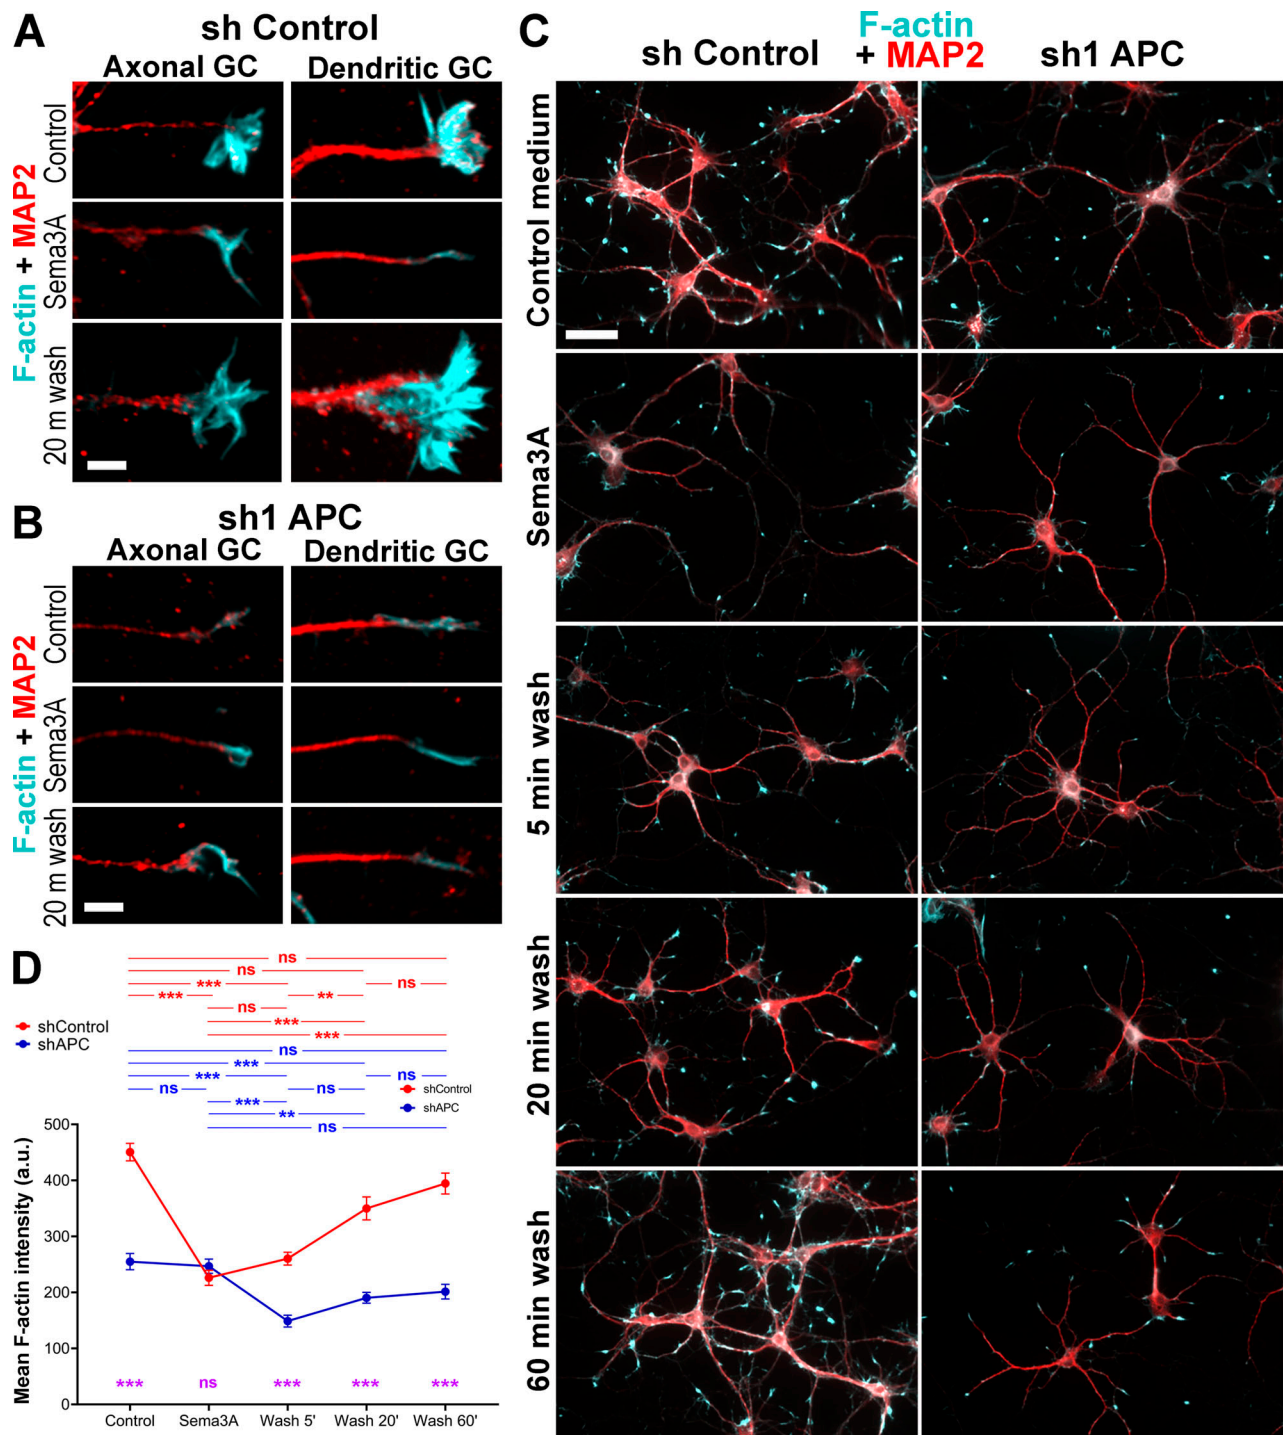 A
sh Control
Axonal GC
Dendritic GC
F-actin + MAP2
Control
Sema3A
20 m wash
B
sh1 APC
Axonal GC
Dendritic GC
F-actin + MAP2
Control
Sema3A
20 m wash
C
F-actin
sh Control + MAP2 sh1 APC
Control medium
Sema3A
5 min wash
20 min wash
60 min wash
D
ns
ns
*** ns
*** **
ns
***
***
shControl
shAPC
ns
***
*** ns
ns ns
shControl
shAPC
***
**
ns
Mean F-actin intensity (a.u.)
500
400
300
200
100
0
*** ns *** *** ***
Control Sema3A Wash 5' Wash 20' Wash 60'